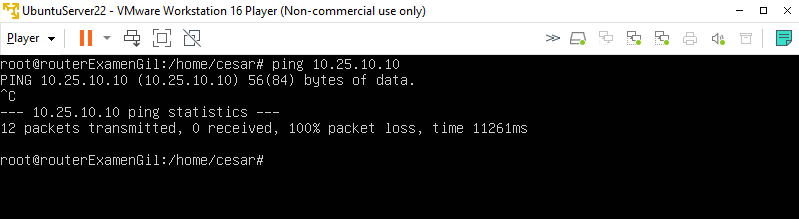 UbuntuServer22 - VMware Workstation 16 Player (Non-commercial use only)
Player
root@routerExamenGil:/home/cesar# ping 10.25.10.10
PING 10.25.10.10 (10.25.10.10) 56(84) bytes of data.
^C
--- 10.25.10.10 ping statistics ---
12 packets transmitted, 0 received, 100% packet loss, time 11261ms
root@routerExamenGil:/home/cesar#